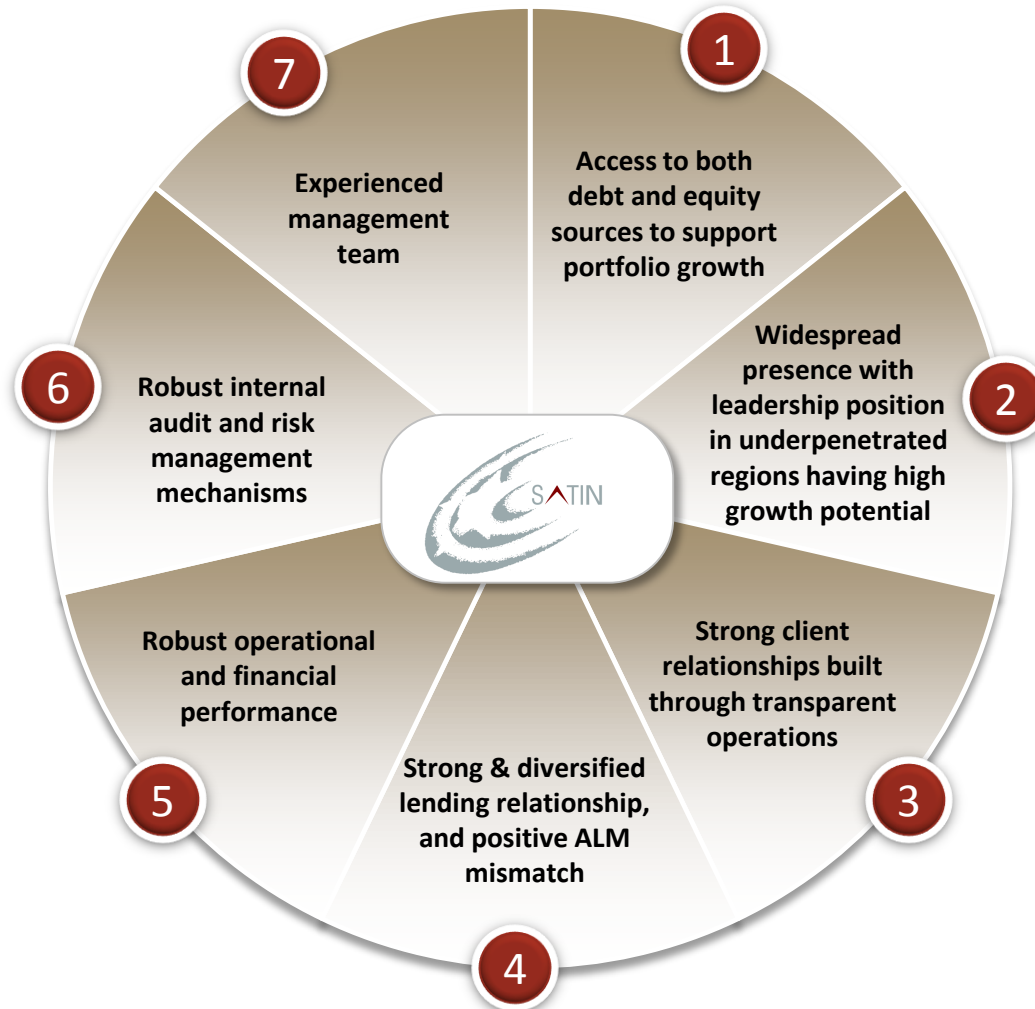 1
Access to both
debt and equity
sources to support
portfolio growth
2
Widespread
presence with
leadership position
in underpenetrated
regions having high
growth potential
3
Strong client
relationships built
through transparent
operations
4
Strong & diversified
lending relationship,
and positive ALM
mismatch
5
Robust operational
and financial
performance
6
Robust internal
audit and risk
management
mechanisms
7
Experienced
management
team
SATIN